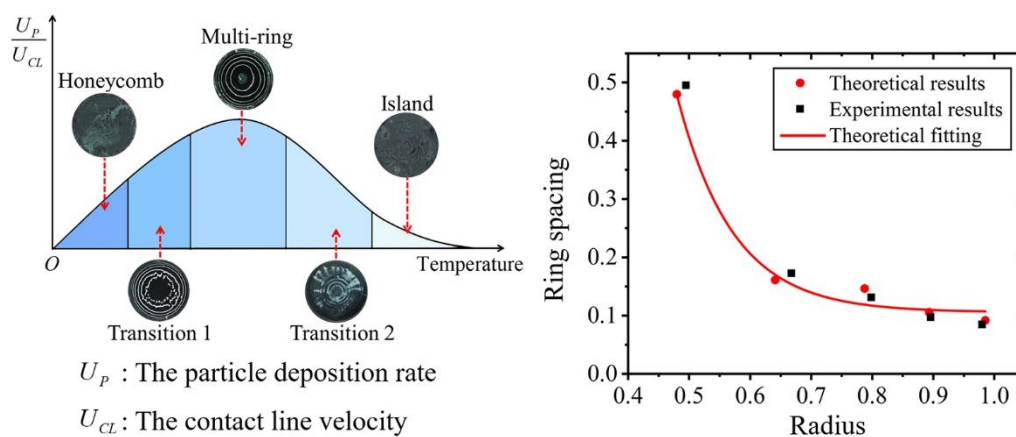 U_P
U_CL
Multi-ring
Honeycomb
Island
O
Temperature
Transition 1
Transition 2
U_P : The particle deposition rate
U_CL : The contact line velocity
Ring spacing
0.5
0.4
0.3
0.2
0.1
0.0
Theoretical results
Experimental results
Theoretical fitting
0.4 0.5 0.6 0.7 0.8 0.9 1.0
Radius